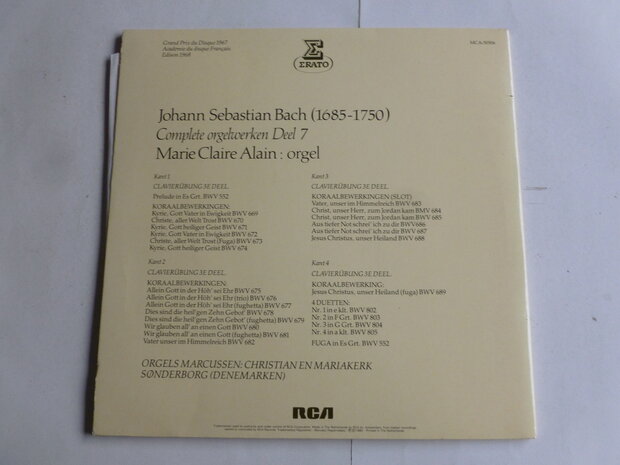 Grand Prix du Disque 1967
Academie du disque Français
Edison 1968
ERATO
Johann Sebastian Bach (1685-1750)
Complete orgelwerken Deel 7
Marie Claire Alain : orgel
Kant 1
CLAVIERÜBUNG 3E DEEL.
Prelude in Es Grt. BWV 552
KORAALBEWERKINGEN:
Kyrie, Gott Vater in Ewigkeit BWV 669
Christe, aller Welt Trost BWV 670
Kyrie, Gott heiliger Geist BWV 671
Kyrie, Gott Vater in Ewigkeit BWV 672
Christe, aller Welt Trost (Fuga) BWV 673
Kyrie, Gott heiliger Geist BWV 674
Kant 2
CLAVIERÜBUNG 3E DEEL.
KORAALBEWERKINGEN:
Allein Gott in der Höh' sei Ehr BWV 675
Allein Gott in der Höh' sei Ehr (trio) BWV 676
Allein Gott in der Höh' sei Ehr (fughetta) BWV 677
Dies sind die heil'gen Zehn Gebot' BWV 678
Dies sind die heil'gen Zehn Gebot' (fughetta) BWV 679
Wir glauben all' an einen Gott BWV 680
Wir glauben all' an einen Gott (fughetta) BWV 681
Vater unser im Himmelreich BWV 682
Kant 3
CLAVIERÜBUNG 3E DEEL.
KORAALBEWERKINGEN (SLOT)
Vater, unser im Himmelreich BWV 683
Christ, unser Herr, zum Jordan kam BMV 684
Christ, unser Herr, zum Jordan kam BWV 685
Aus tiefer Not schrei' ich zu dir BWV686
Aus tiefer Not schrei' ich zu dir BWV 687
Jesus Christus, unser Heiland BWV 688
Kant 4
CLAVIERÜBUNG 3E DEEL.
KORAALBEWERKING:
Jesus Christus, unser Heiland (fuga) BWV 689
4 DUETTEN:
Nr. 1 in e klt. BWV 802
Nr. 2 in F Grt. BWV 803
Nr. 3 in G Grt. BWV 804
Nr. 4 in a klt. BWV 805
FUGA in Es Grt. BWV 552
ORGELS MARCUSSEN: CHRISTIAN EN MARIAKERK
SØNDERBORG (DENEMARKEN)
RCA